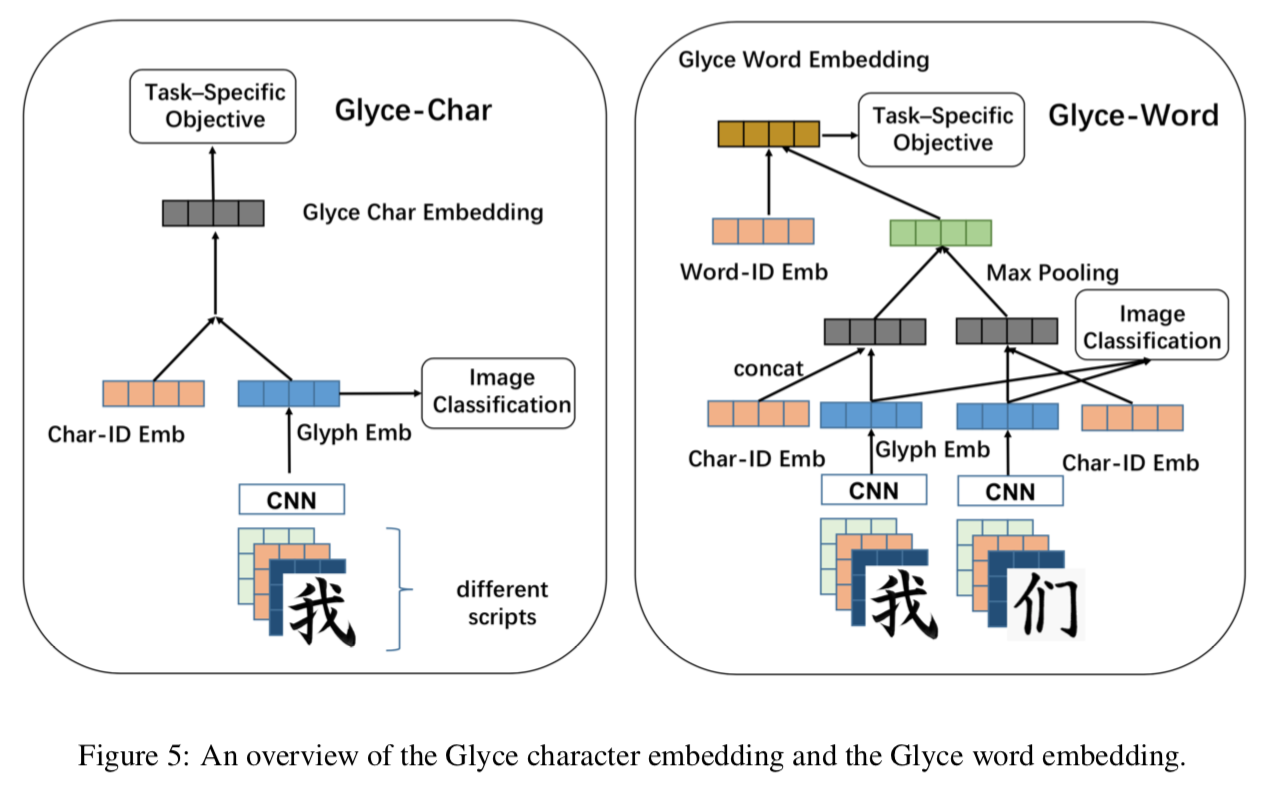 Task–Specific
Objective
Glyce-Char
Glyce Char Embedding
Char-ID Emb
Glyph Emb
Image
Classification
CNN
我
different
scripts
Glyce Word Embedding
Task–Specific
Objective
Glyce-Word
Word-ID Emb
Max Pooling
Image
Classification
concat
Char-ID Emb
Glyph Emb
Char-ID Emb
CNN
CNN
我
们
Figure 5: An overview of the Glyce character embedding and the Glyce word embedding.